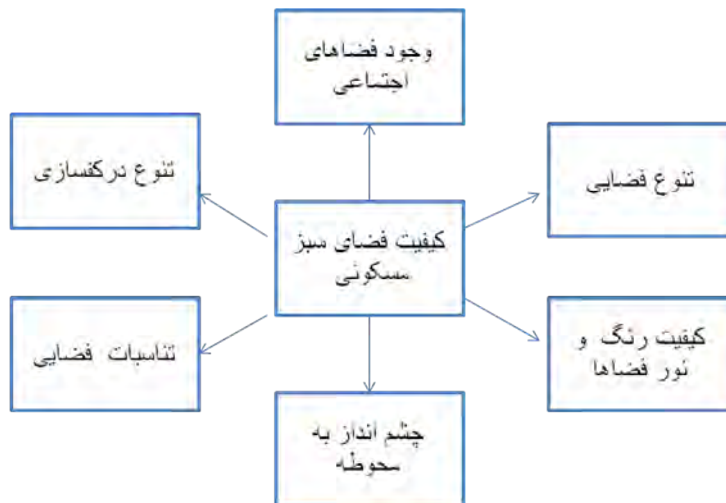 وجود فضاهای
اجتماعی
تنوع فضایی
تنوع درکفسازی
کیفیت فضای سبز
مسکونی
کیفیت رنگ و
نور فضاها
تناسبات فضایی
چشم انداز به
محوطه